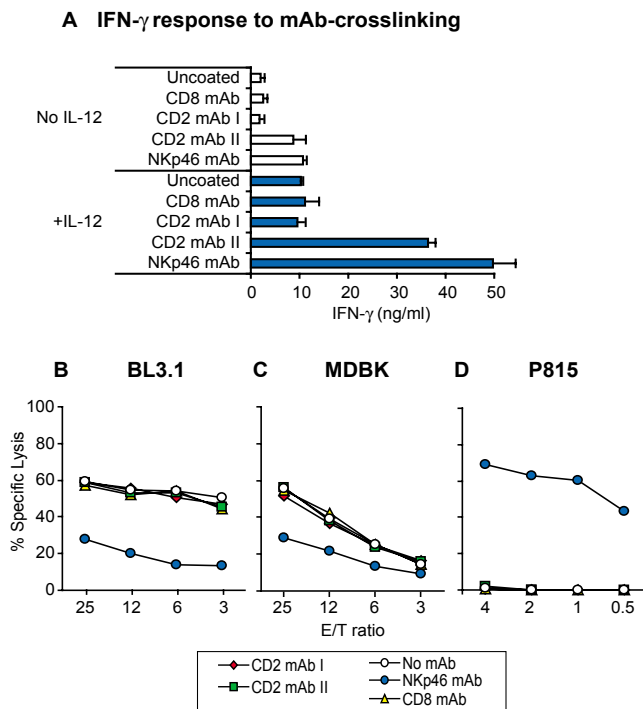 A IFN-γ response to mAb-crosslinking
No IL-12
Uncoated
CD8 mAb
CD2 mAb I
CD2 mAb II
NKp46 mAb
+IL-12
Uncoated
CD8 mAb
CD2 mAb I
CD2 mAb II
NKp46 mAb
0 10 20 30 40 50
IFN-γ (ng/ml)
B BL3.1 C MDBK D P815
% Specific Lysis
100
80
60
40
20
0
25 12 6 3 25 12 6 3 4 2 1 0.5
E/T ratio
CD2 mAb I
CD2 mAb II
No mAb
NKp46 mAb
CD8 mAb